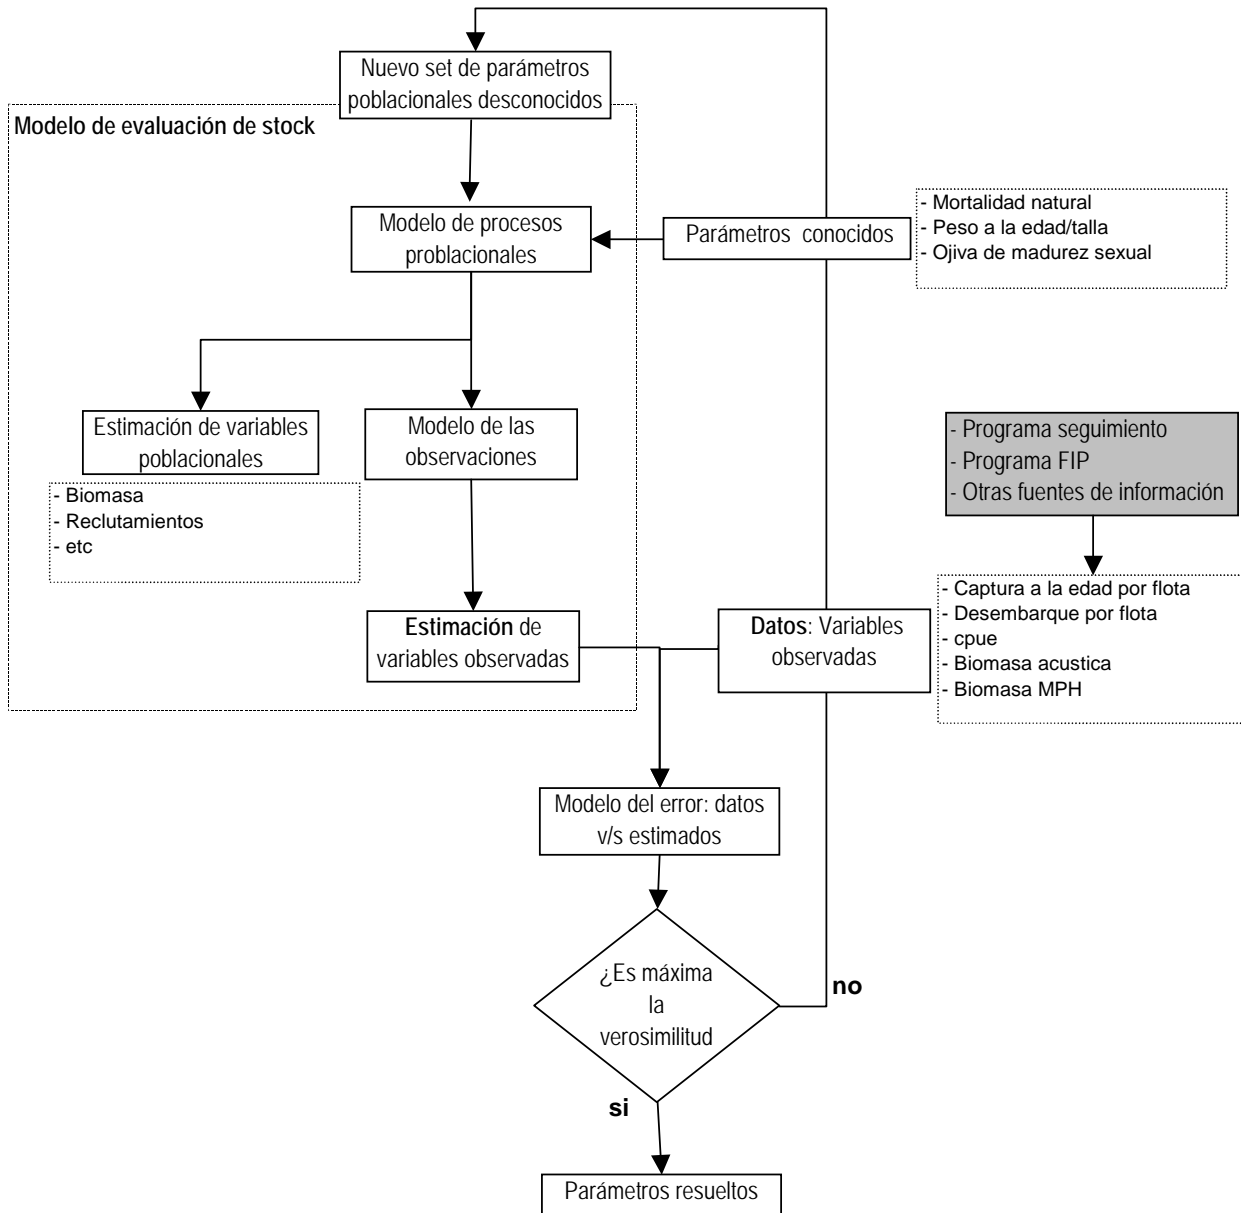 Nuevo set de parámetros
poblacionales desconocidos
Modelo de evaluación de stock
Modelo de procesos
problacionales
Parámetros conocidos
- Mortalidad natural
- Peso a la edad/talla
- Ojiva de madurez sexual
Estimación de variables
poblacionales
- Biomasa
- Reclutamientos
- etc
Modelo de las
observaciones
- Programa seguimiento
- Programa FIP
- Otras fuentes de información
Estimación de
variables observadas
Datos: Variables
observadas
- Captura a la edad por flota
- Desembarque por flota
- cpue
- Biomasa acustica
- Biomasa MPH
Modelo del error: datos
v/s estimados
¿Es máxima
la
verosimilitud
no
si
Parámetros resueltos